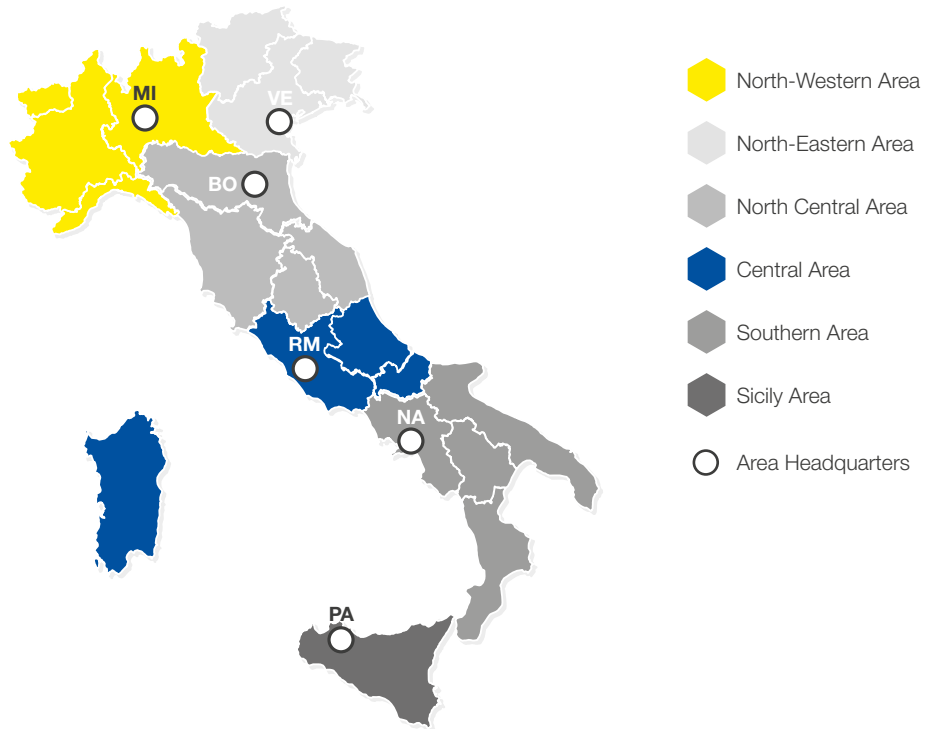 MI
VE
BO
RM
NA
PA
North-Western Area
North-Eastern Area
North Central Area
Central Area
Southern Area
Sicily Area
Area Headquarters